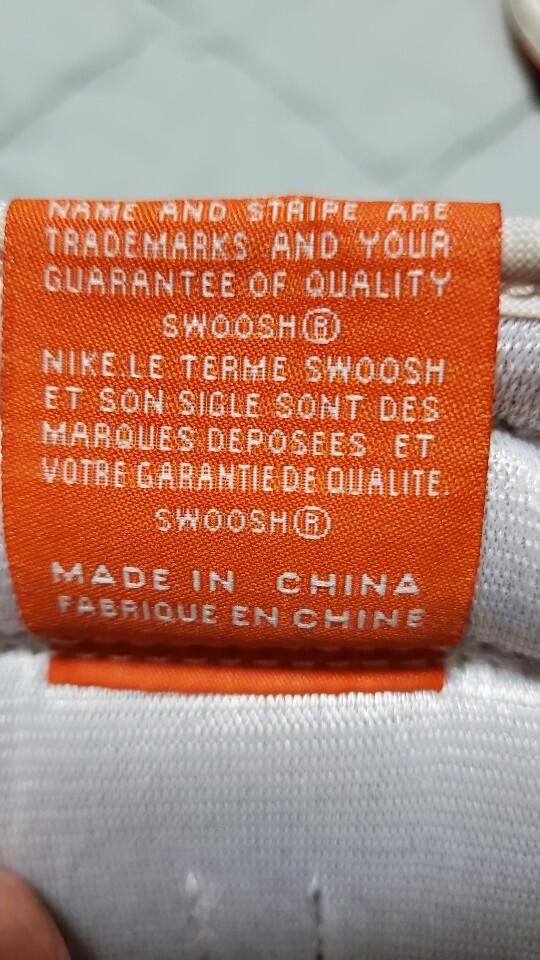 NAME AND STRIPE ARE
TRADEMARKS AND YOUR
GUARANTEE OF QUALITY
SWOOSH®
NIKE.LE TERME SWOOSH
ET SON SIGLE SONT DES
MARQUES DEPOSEES ET
VOTRE GARANTIE DE QUALITE.
SWOOSH®
MADE IN CHINA
FABRIQUE EN CHINE